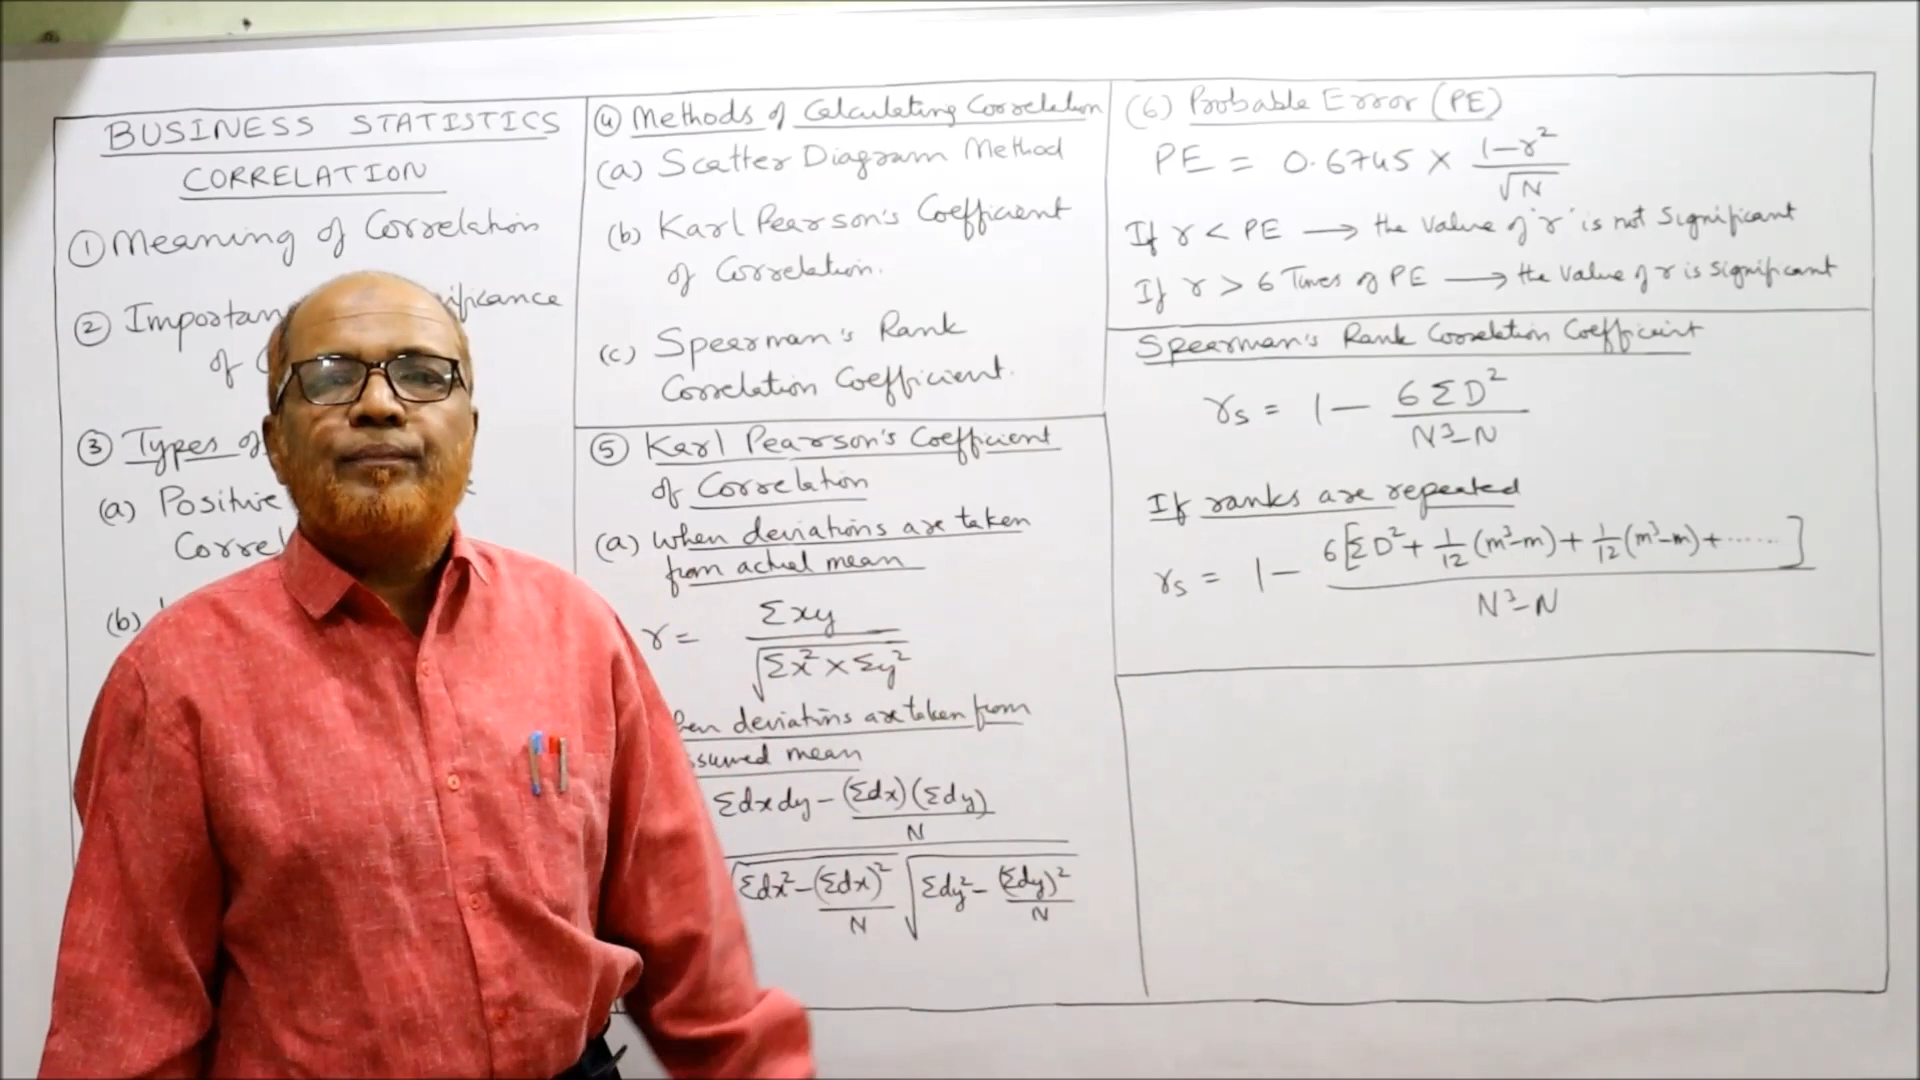 BUSINESS STATISTICS
CORRELATION
① Meaning of Correlation
②
of
③ Types of
(a) Positive
(b)
④ Methods of Calculating Correlation
(a) Scatter Diagram Method
(b) Karl Pearson's Coefficient
of Correlation.
(c) Spearman's Rank
Correlation Coefficient.
⑤ Karl Pearson's Coefficient
of Correlation
(a) when deviations are taken
from actual mean
r = Σxy / √(Σx² × Σy²)
deviations are taken from
mean
Σdxdy – (Σdx)(Σdy) / N
√(Σdx² – (Σdx)² / N) √(Σdy² – (Σdy)² / N)
(6) Probable Error (PE)
PE = 0.6745 × (1–r²) / √N
If r < PE → the value of 'r' is not Significant
If r > 6 Times of PE → the value of r is significant
Spearman's Rank Correlation Coefficient
rs = 1 – 6ΣD² / (N³–N)
If ranks are repeated
rs = 1 – 6[ΣD² + 1/12 (m³–m) + 1/12 (m³–m) + ......] / (N³–N)